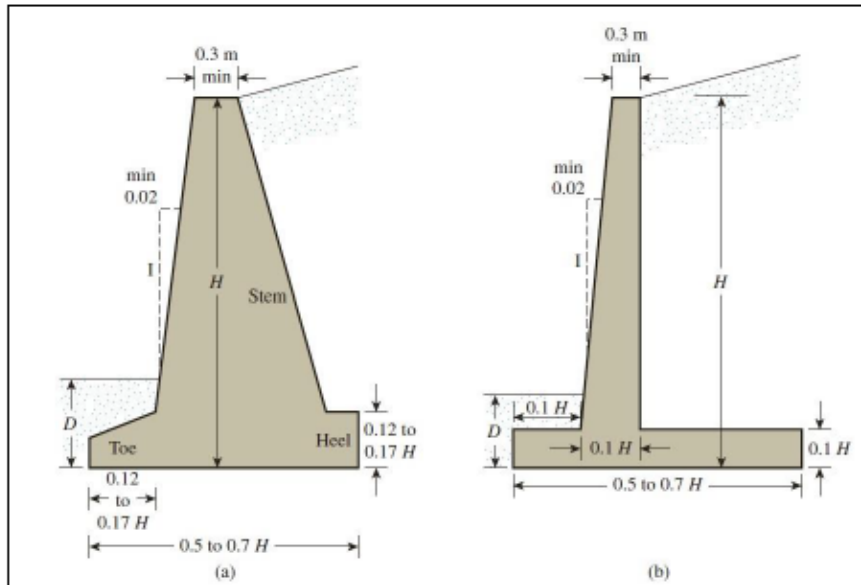 0.3 m
min
min
0.02
I
H
Stem
D
Toe
Heel
0.12 to
0.17 H
0.12
to
0.17 H
0.5 to 0.7 H
(a)
0.3 m
min
min
0.02
I
H
0.1 H
D
0.1 H
0.1 H
0.5 to 0.7 H
(b)